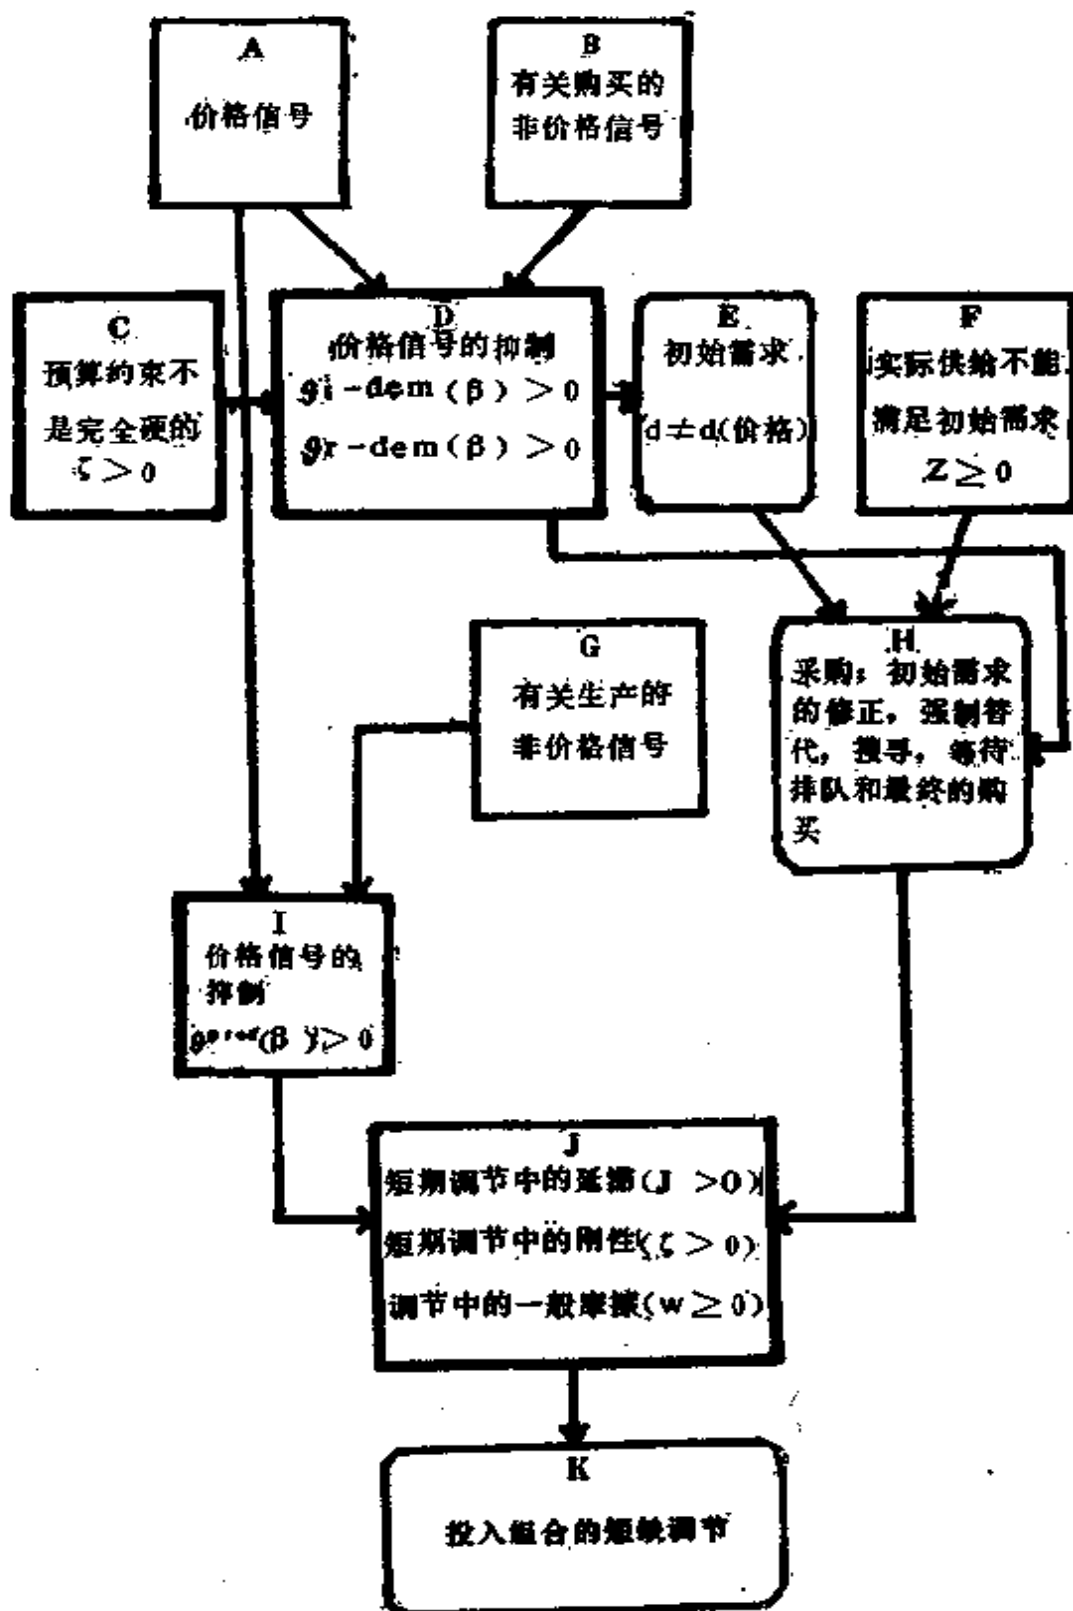 A
价格信号
B
有关购买的
非价格信号
C
预算约束不
是完全硬的
ζ＞0
D
价格信号的抑制
ϑi－dem(β)＞0
ϑr－dem(β)＞0
E
初始需求
d≠d(价格)
F
实际供给不能
满足初始需求
Z≥0
G
有关生产的
非价格信号
H
采购：初始需求
的修正，强制替
代，搜寻，等待
排队和最终的购
买
I
价格信号的
抑制
ϑprod(β)＞0
J
短期调节中的延滞(J ＞0)
短期调节中的刚性(ζ＞0)
调节中的一般摩擦(w≥0)
K
投入组合的短缺调节